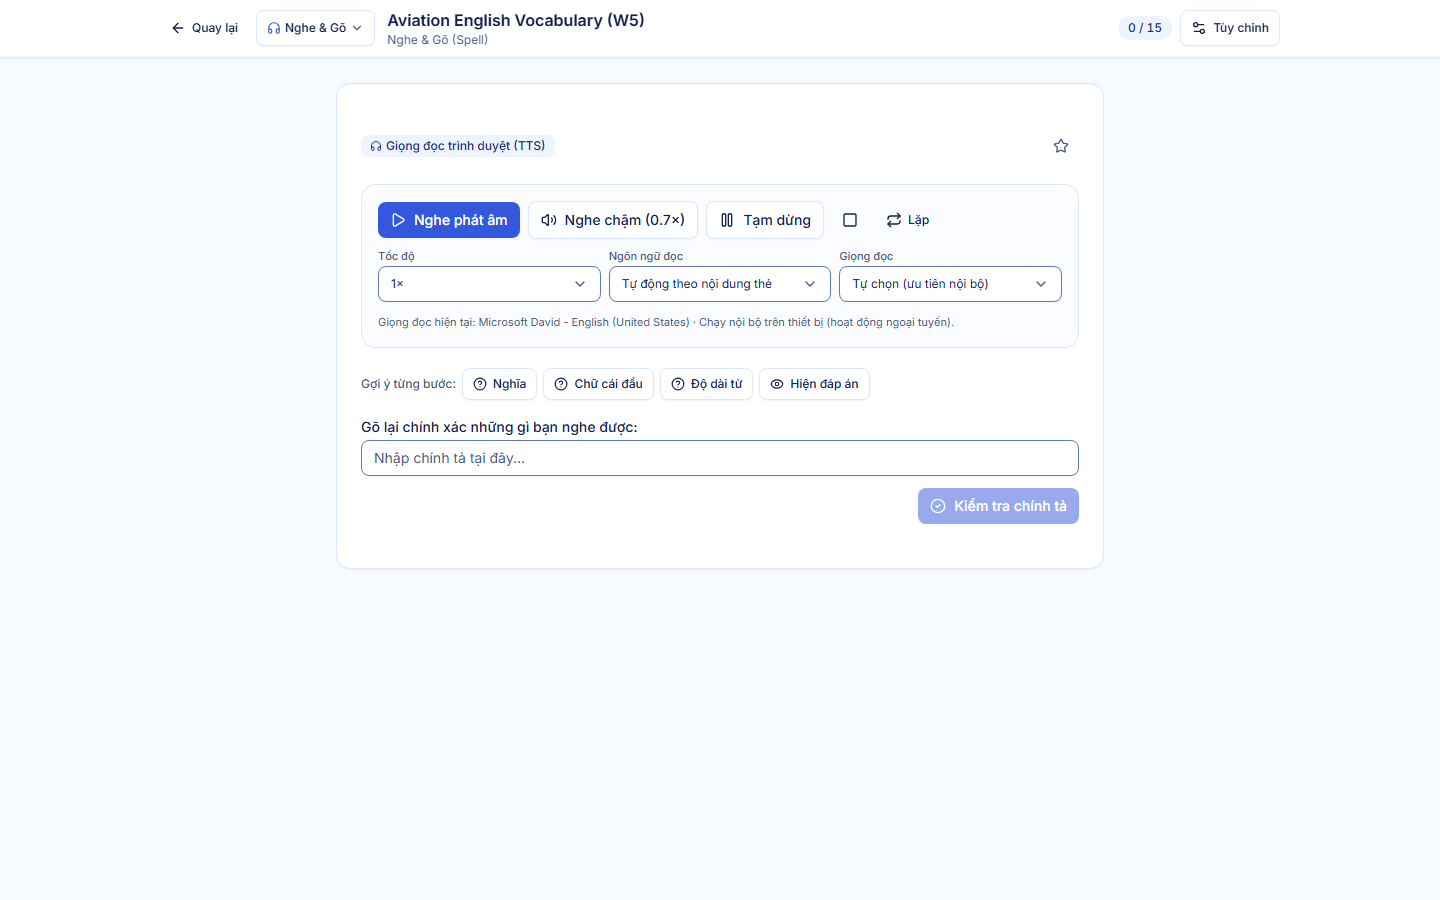 Quay lại
Nghe & Gõ
Aviation English Vocabulary (W5)
Nghe & Gõ (Spell)
0 / 15
Tùy chỉnh
Giọng đọc trình duyệt (TTS)
Nghe phát âm
Nghe chậm (0.7×)
Tạm dừng
Lặp
Tốc độ
Ngôn ngữ đọc
Giọng đọc
1×
Tự động theo nội dung thẻ
Tự chọn (ưu tiên nội bộ)
Giọng đọc hiện tại: Microsoft David - English (United States) · Chạy nội bộ trên thiết bị (hoạt động ngoại tuyến).
Gợi ý từng bước:
Nghĩa
Chữ cái đầu
Độ dài từ
Hiện đáp án
Gõ lại chính xác những gì bạn nghe được:
Nhập chính tả tại đây...
Kiểm tra chính tả